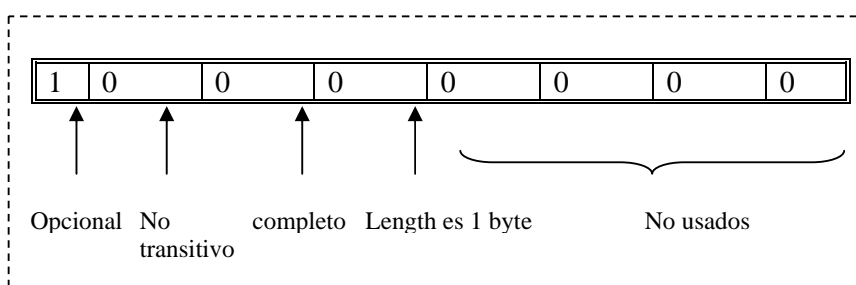 1 0 0 0 0 0 0 0
Opcional No transitivo completo Length es 1 byte No usados